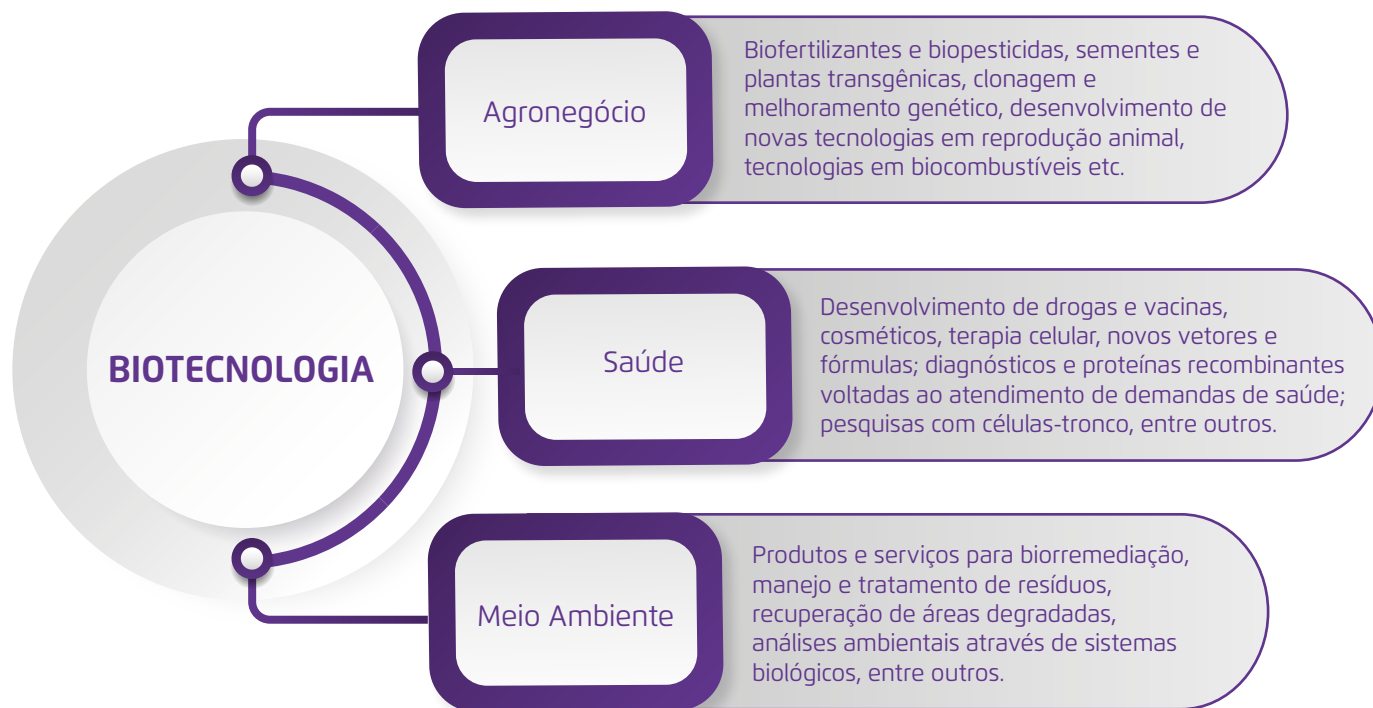 BIOTECNOLOGIA
Agronegócio
Biofertilizantes e biopesticidas, sementes e
plantas transgênicas, clonagem e
melhoramento genético, desenvolvimento de
novas tecnologias em reprodução animal,
tecnologias em biocombustíveis etc.
Saúde
Desenvolvimento de drogas e vacinas,
cosméticos, terapia celular, novos vetores e
fórmulas; diagnósticos e proteínas recombinantes
voltadas ao atendimento de demandas de saúde;
pesquisas com células-tronco, entre outros.
Meio Ambiente
Produtos e serviços para biorremediação,
manejo e tratamento de resíduos,
recuperação de áreas degradadas,
análises ambientais através de sistemas
biológicos, entre outros.